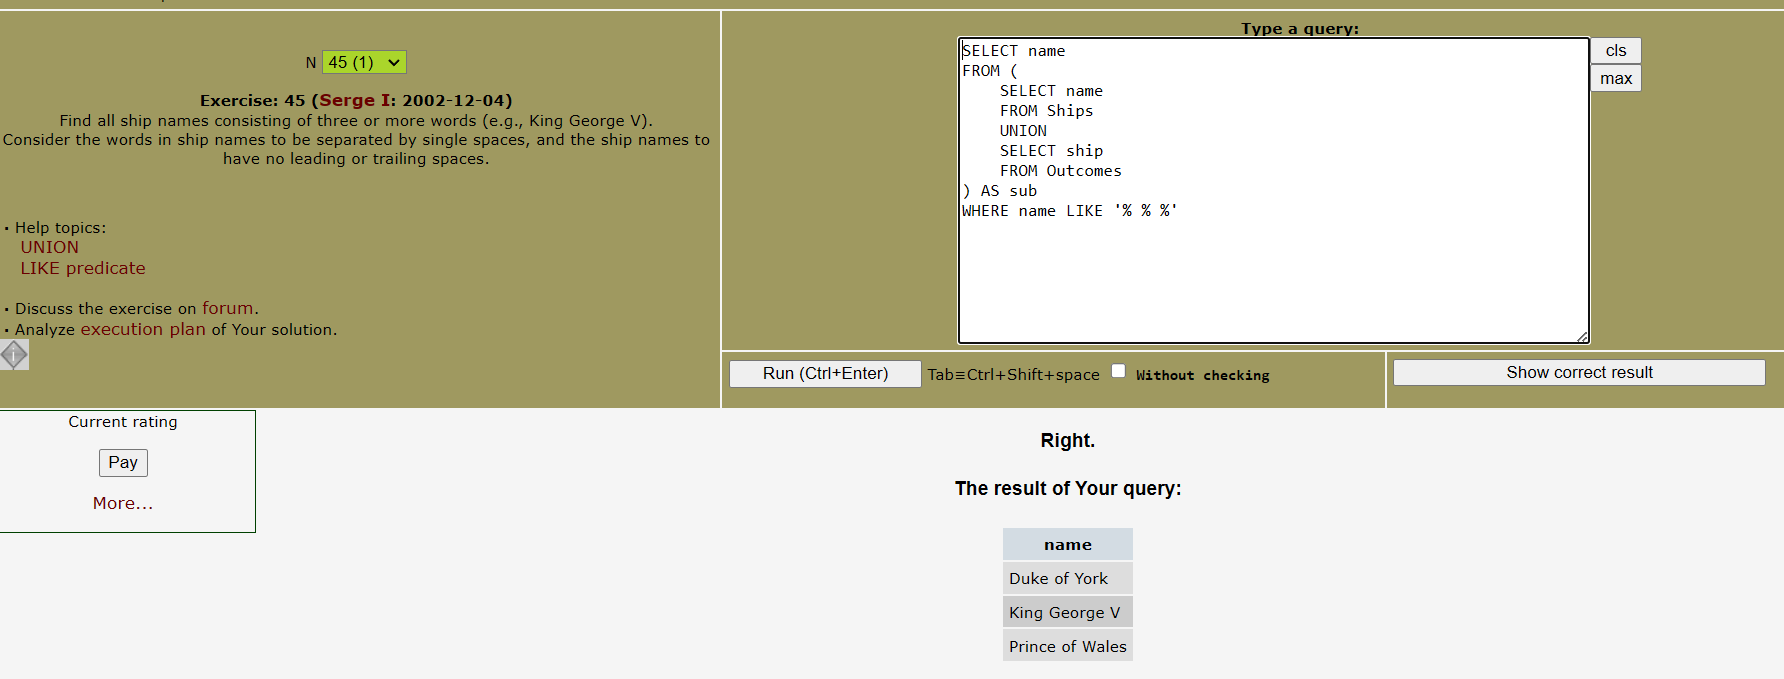 N 45 (1)
Exercise: 45 (Serge I: 2002-12-04)
Find all ship names consisting of three or more words (e.g., King George V).
Consider the words in ship names to be separated by single spaces, and the ship names to
have no leading or trailing spaces.
· Help topics:
UNION
LIKE predicate
· Discuss the exercise on forum.
· Analyze execution plan of Your solution.
Type a query:
SELECT name
FROM (
    SELECT name
    FROM Ships
    UNION
    SELECT ship
    FROM Outcomes
) AS sub
WHERE name LIKE '% % %'
cls
max
Run (Ctrl+Enter) Tab≡Ctrl+Shift+space Without checking
Show correct result
Current rating
Pay
More...
Right.
The result of Your query:
name
Duke of York
King George V
Prince of Wales